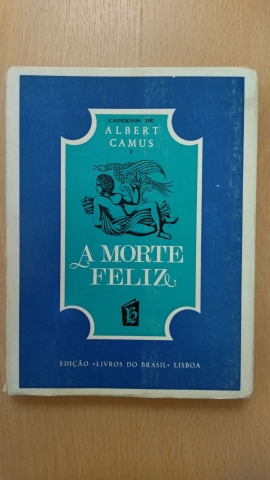 CADERNOS DE
ALBERT
CAMUS
I
A MORTE
FELIZ
EDIÇÃO «LIVROS DO BRASIL» LISBOA